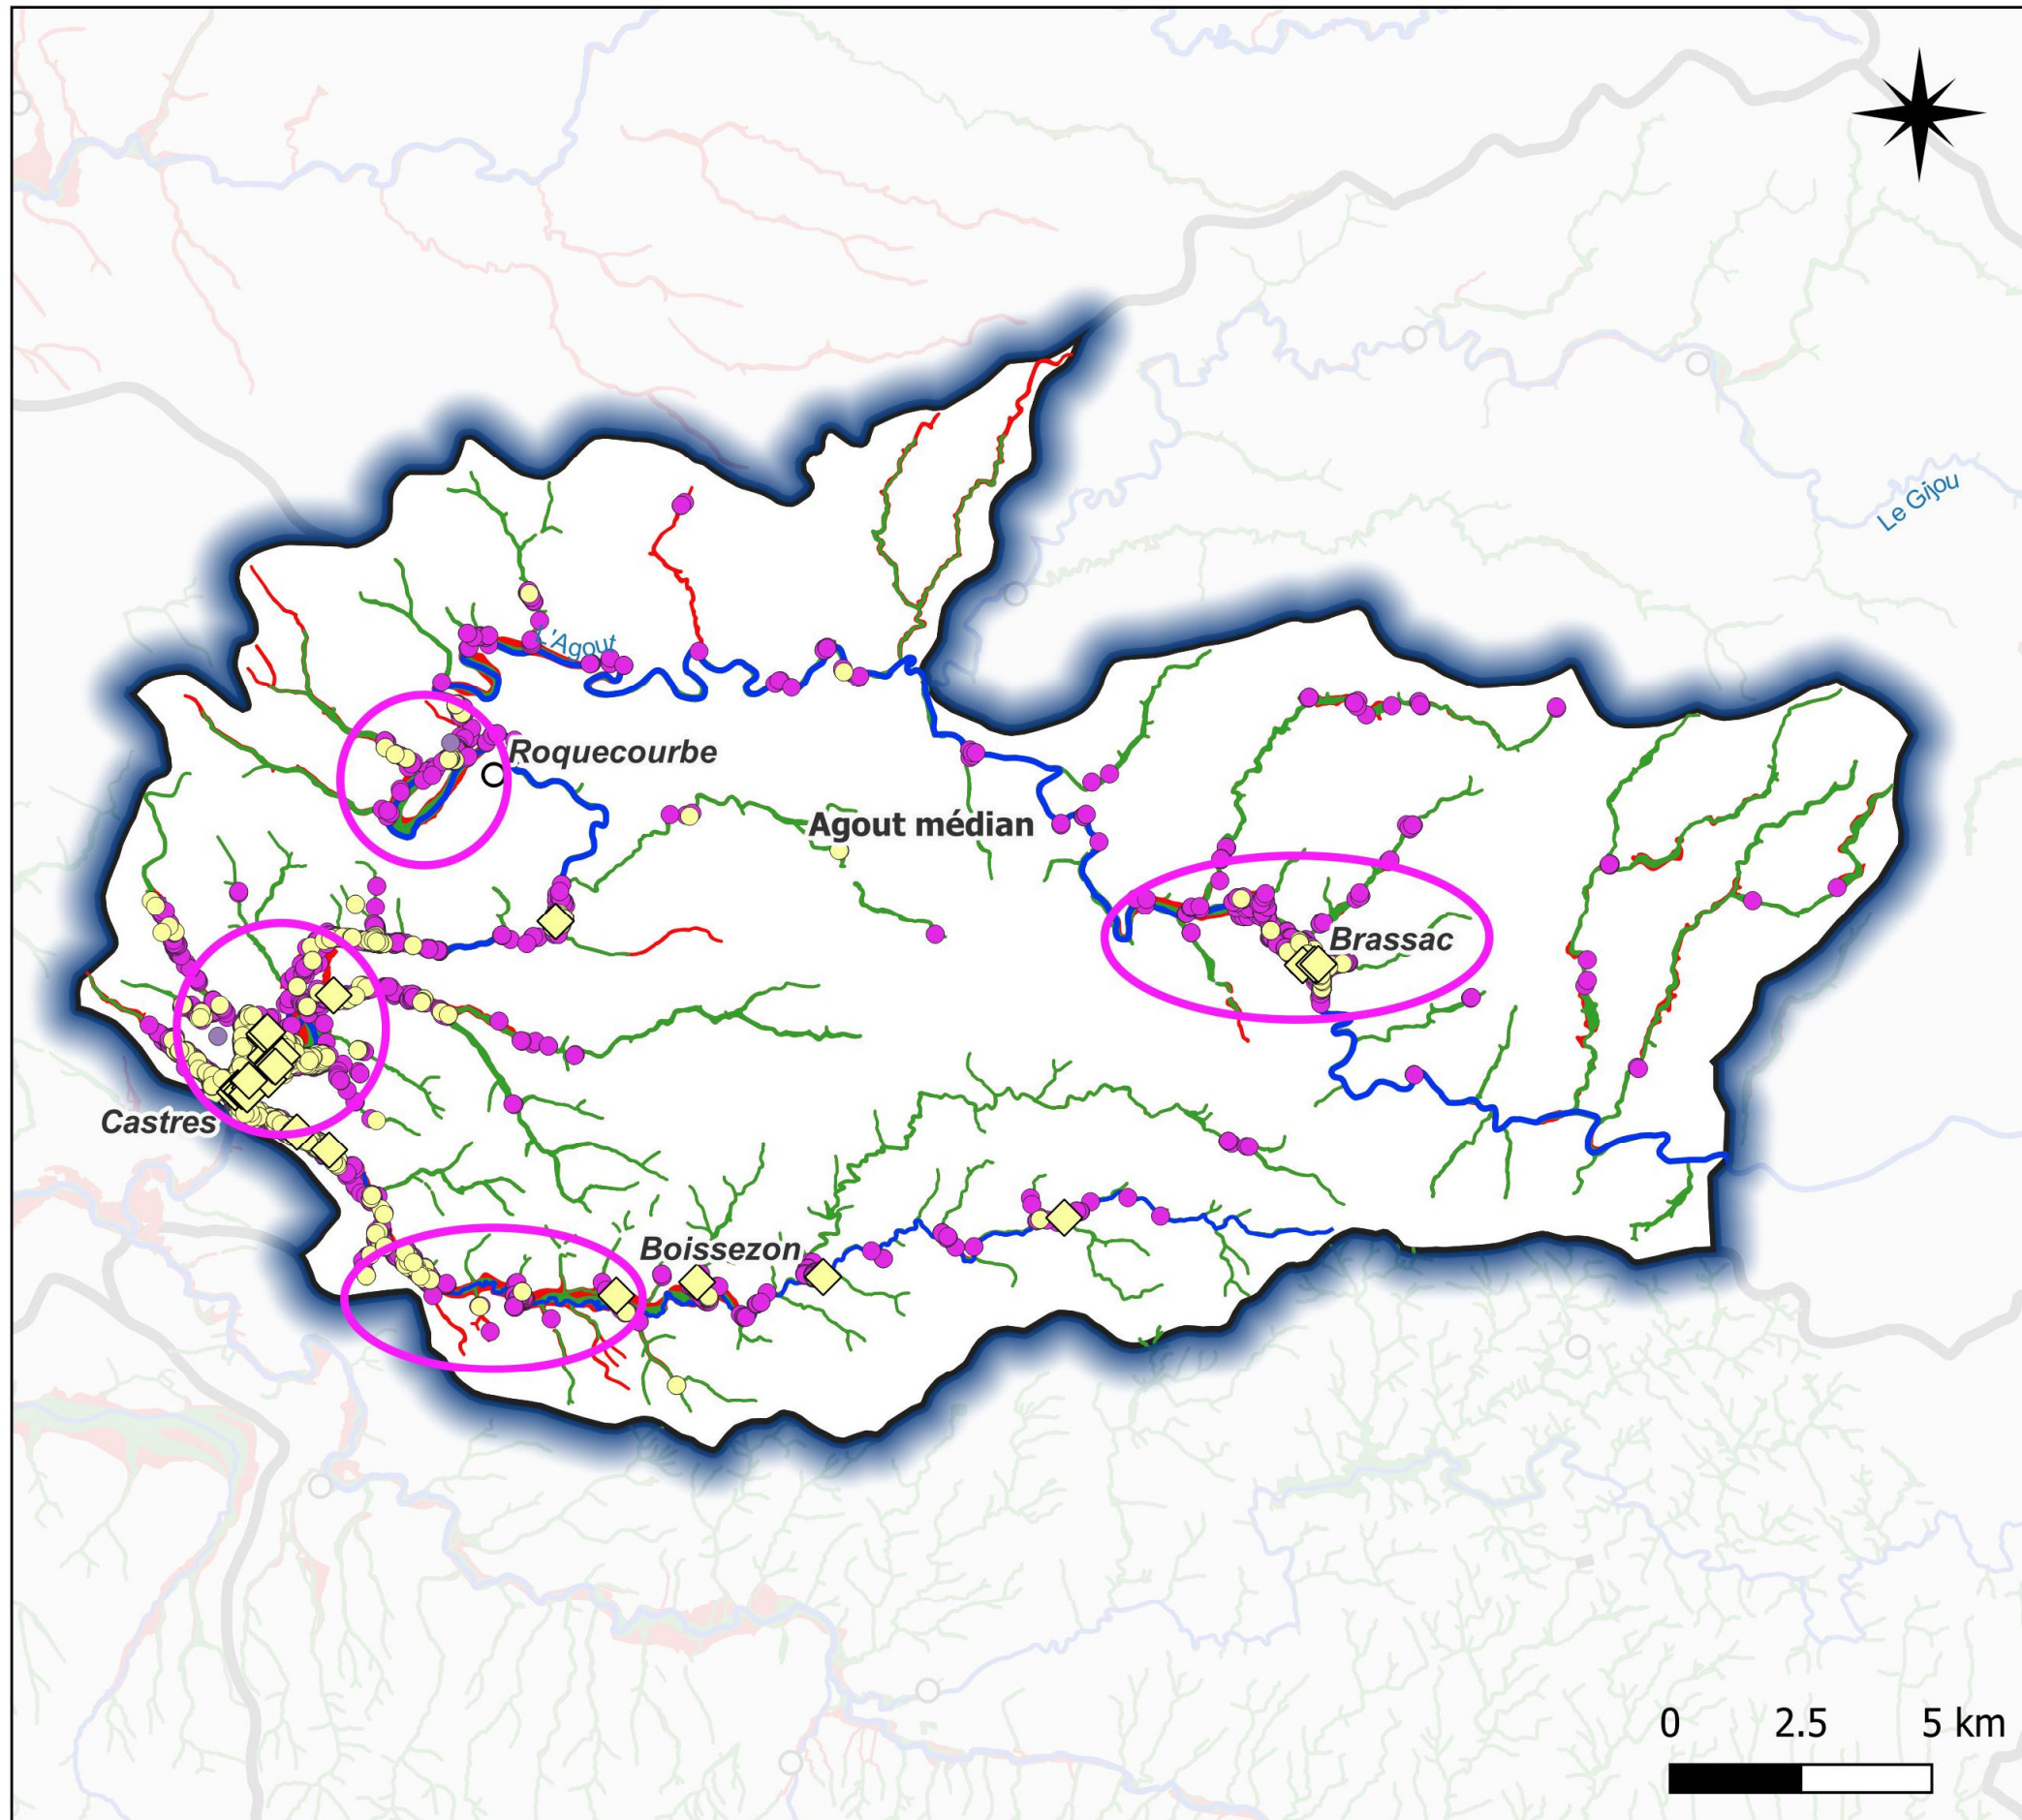 Le Gijou
L'Agout
Roquecourbe
Agout médian
Brassac
Castres
Boissezon
0 2.5 5 km